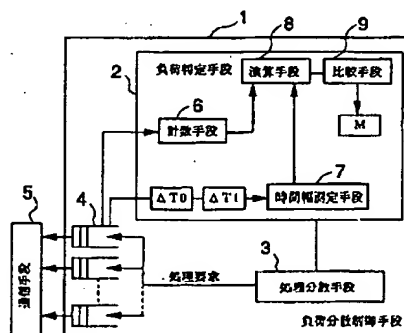 1
8
9
2
負荷判定手段
演算手段
比較手段
6
計数手段
M
7
5
4
ΔT0
ΔT1
時間幅測定手段
通信手段
3
処理要求
処理分散手段
負荷分散制御手段